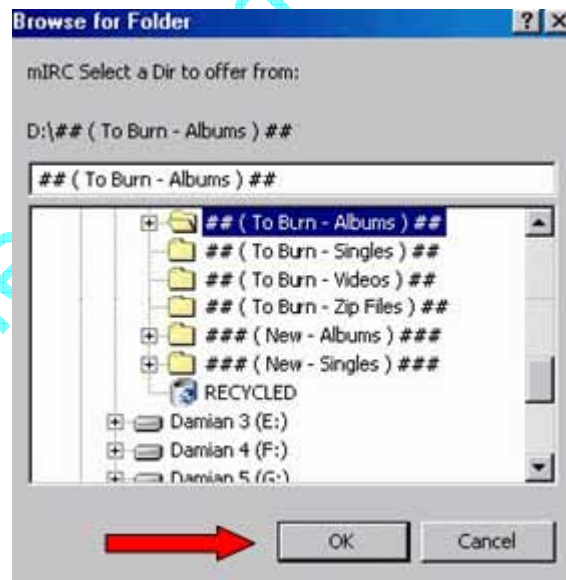 Browse for Folder
mIRC Select a Dir to offer from:
D:\## ( To Burn - Albums ) ##
## ( To Burn - Albums ) ##
## ( To Burn - Albums ) ##
## ( To Burn - Singles ) ##
## ( To Burn - Videos ) ##
## ( To Burn - Zip Files ) ##
### ( New - Albums ) ###
### ( New - Singles ) ###
RECYCLED
Damian 3 (E:)
Damian 4 (F:)
Damian 5 (G:)
OK
Cancel